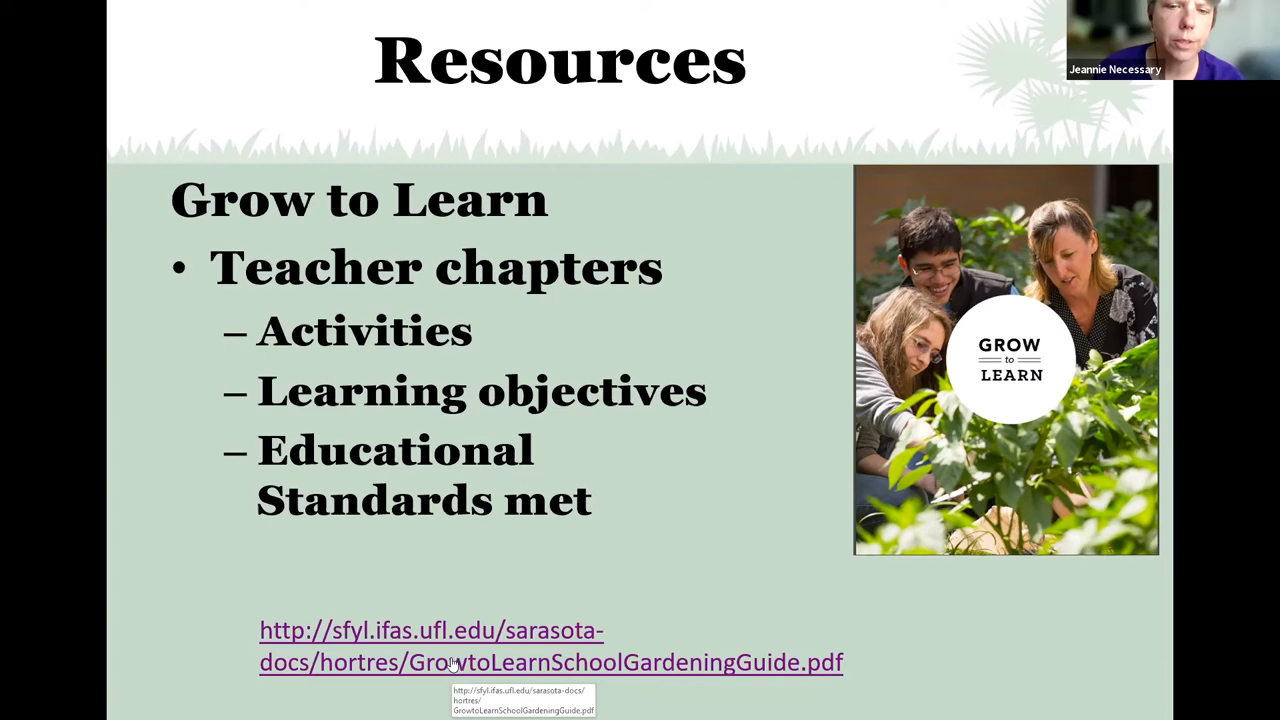 Resources
Jeannie Necessary
Grow to Learn
• Teacher chapters
– Activities
– Learning objectives
– Educational
Standards met
GROW
to
LEARN
http://sfyl.ifas.ufl.edu/sarasota-
docs/hortres/GrowtoLearnSchoolGardeningGuide.pdf
http://sfyl.ifas.ufl.edu/sarasota-docs/
hortres/
GrowtoLearnSchoolGardeningGuide.pdf